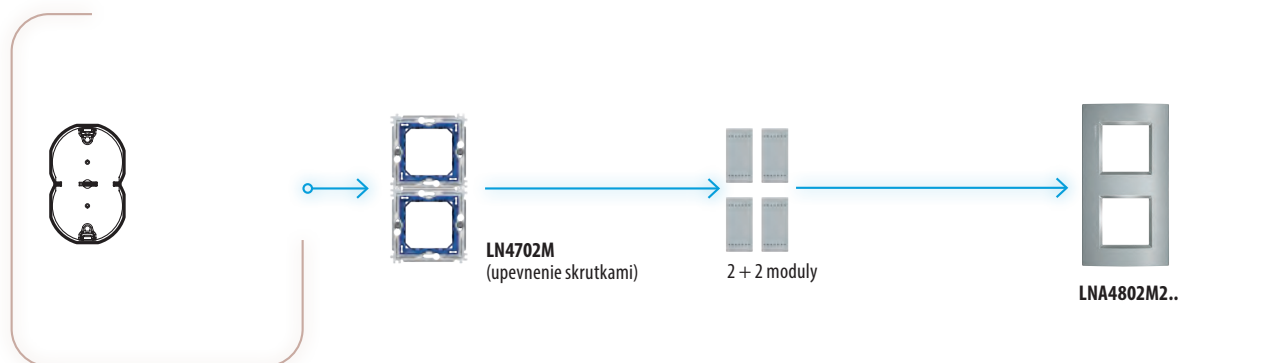 LN4702M
(upevnenie skrutkami)
2 + 2 moduly
LNA4802M2..